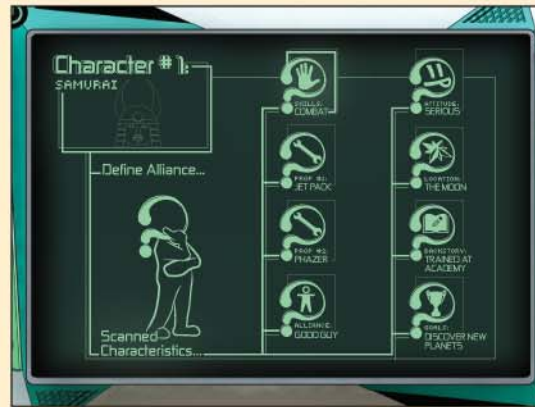 Character # 1:
SAMURAI
Define Alliance...
Scanned
Characteristics...
SKILLS:
COMBAT
PROP #1:
JET PACK
PROP #2:
PHAZER
ALLIANCE:
GOOD GUY
ATTITUDE:
SERIOUS
LOCATION:
THE MOON
BACKSTORY:
TRAINED AT
ACADEMY
GOALS:
DISCOVER NEW
PLANETS